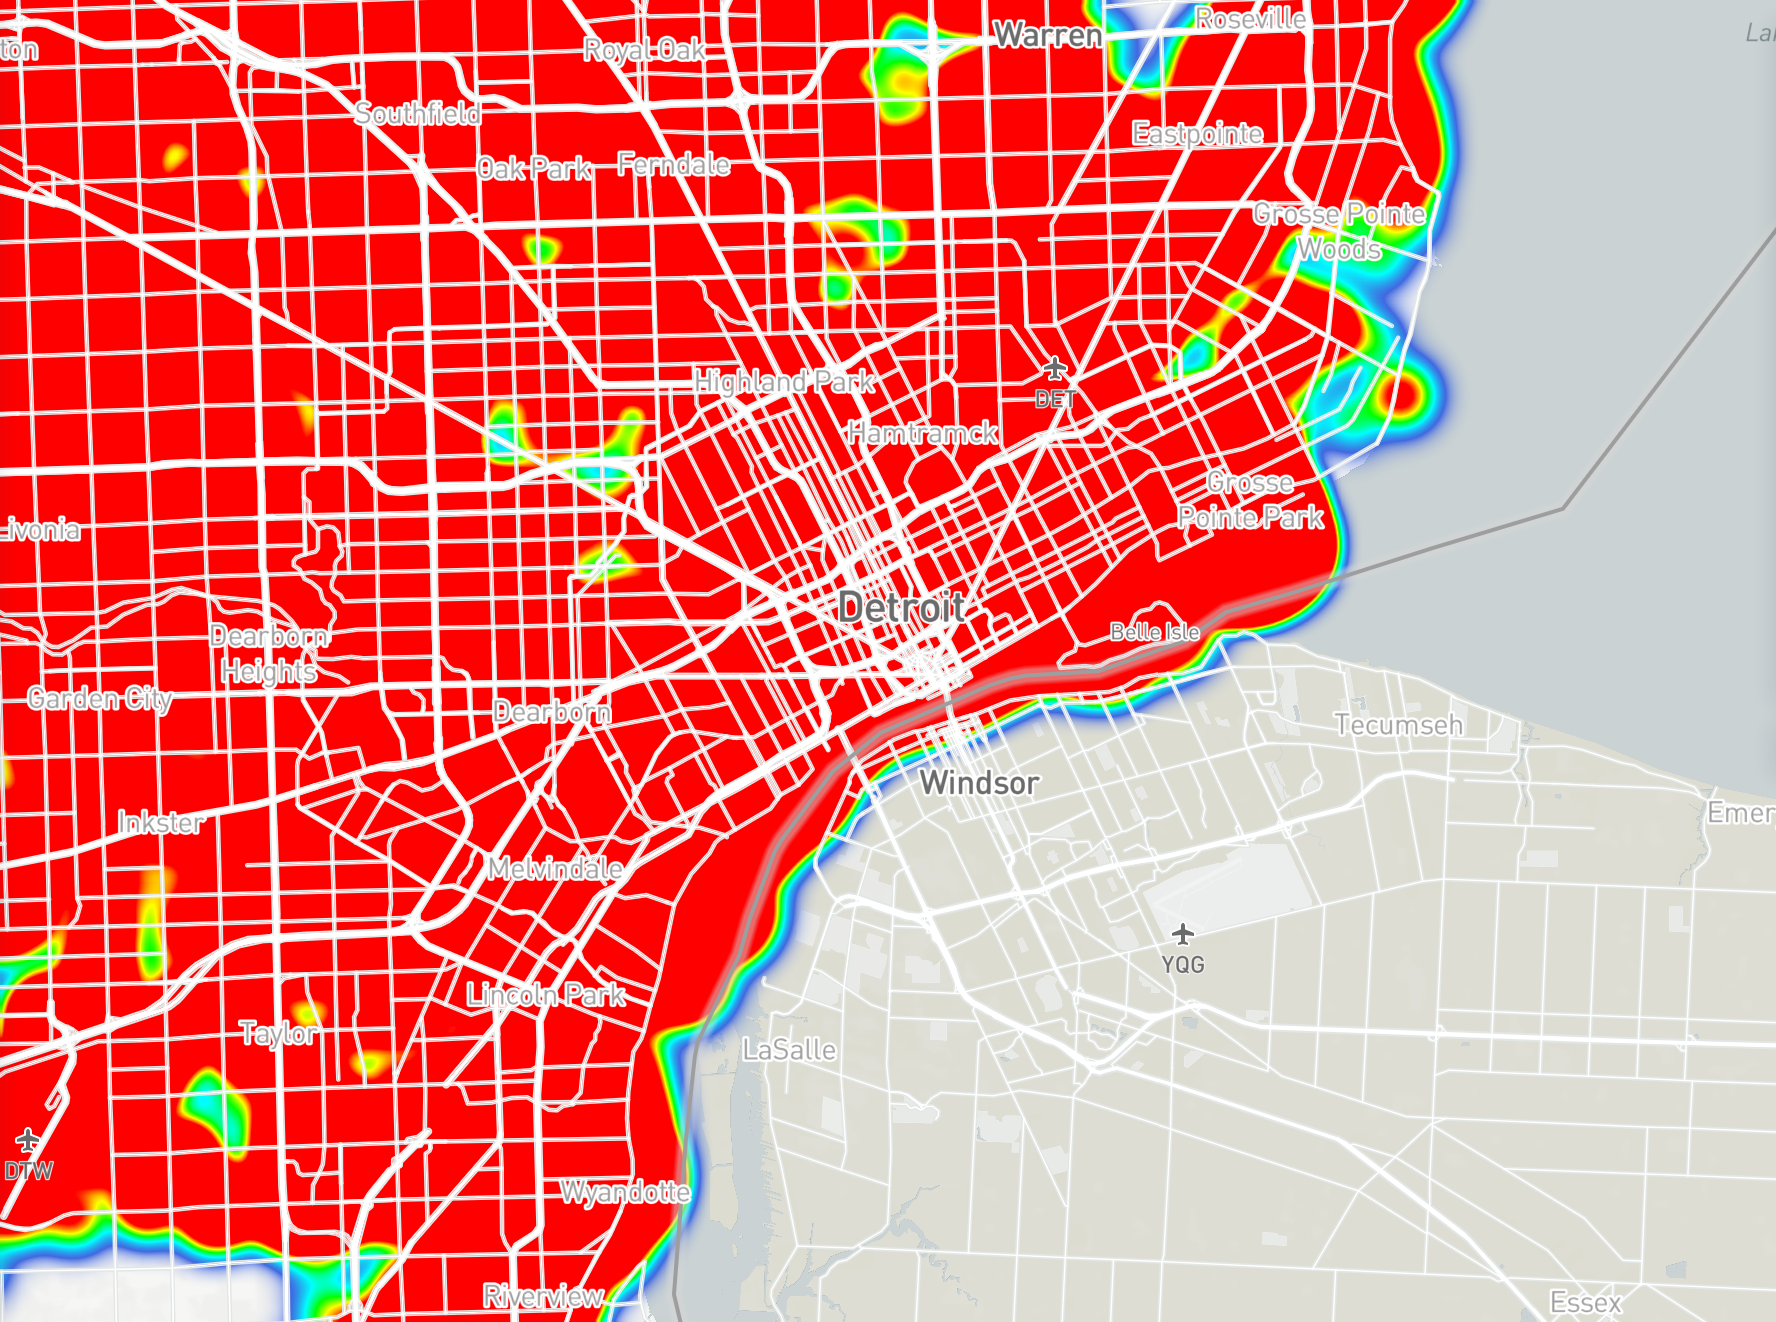 Warren
Roseville
Royal Oak
Southfield
Eastpointe
Oak Park
Ferndale
Grosse Pointe
Woods
Highland Park
DET
Hamtramck
Grosse
Pointe Park
Detroit
Dearborn
Heights
Belle Isle
Garden City
Dearborn
Tecumseh
Windsor
Inkster
Melvindale
YQG
Lincoln Park
Taylor
LaSalle
DTW
Wyandotte
Riverview
Essex
Livonia
ton
Lal
Emer